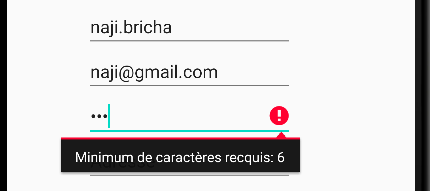 naji.bricha
naji@gmail.com
•••
Minimum de caractères recquis: 6